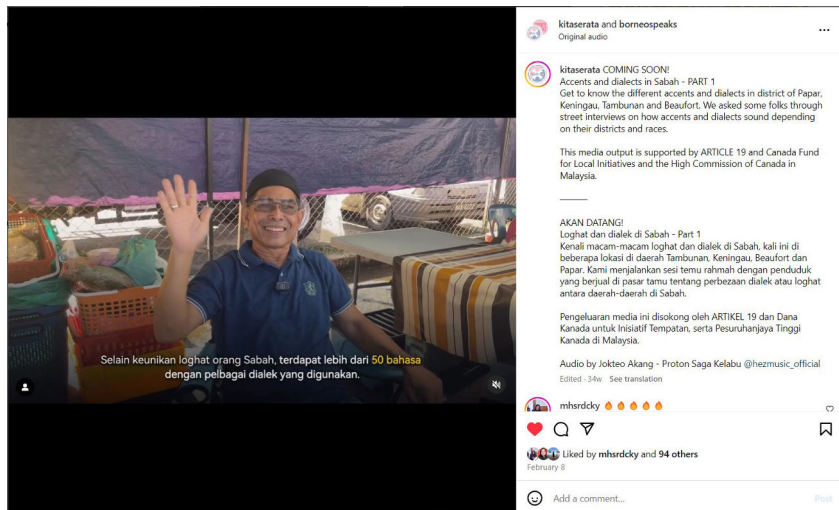 Selain keunikan loghat orang Sabah, terdapat lebih dari 50 bahasa
dengan pelbagai dialek yang digunakan.
kitaserata and borneospeaks
Original audio
kitaserata COMING SOON!
Accents and dialects in Sabah - PART 1
Get to know the different accents and dialects in district of Papar,
Keningau, Tambunan and Beaufort. We asked some folks through
street interviews on how accents and dialects sound depending
on their districts and races.
This media output is supported by ARTICLE 19 and Canada Fund
for Local Initiatives and the High Commission of Canada in
Malaysia.
AKAN DATANG!
Loghat dan dialek di Sabah - Part 1
Kenali macam-macam loghat dan dialek di Sabah, kali ini di
beberapa lokasi di daerah Tambunan, Keningau, Beaufort dan
Papar. Kami menjalankan sesi temu rahmah dengan penduduk
yang berjual di pasar tamu tentang perbezaan dialek atau loghat
antara daerah-daerah di Sabah.
Pengeluaran media ini disokong oleh ARTIKEL 19 dan Dana
Kanada untuk Inisiatif Tempatan, serta Pesuruhanjaya Tinggi
Kanada di Malaysia.
Audio by Jokteo Akang - Proton Saga Kelabu @hezmusic_official
Edited · 34w See translation
mhsrdcky 🔥 🔥 🔥 🔥 🔥
Liked by mhsrdcky and 94 others
February 8
Add a comment...
Post